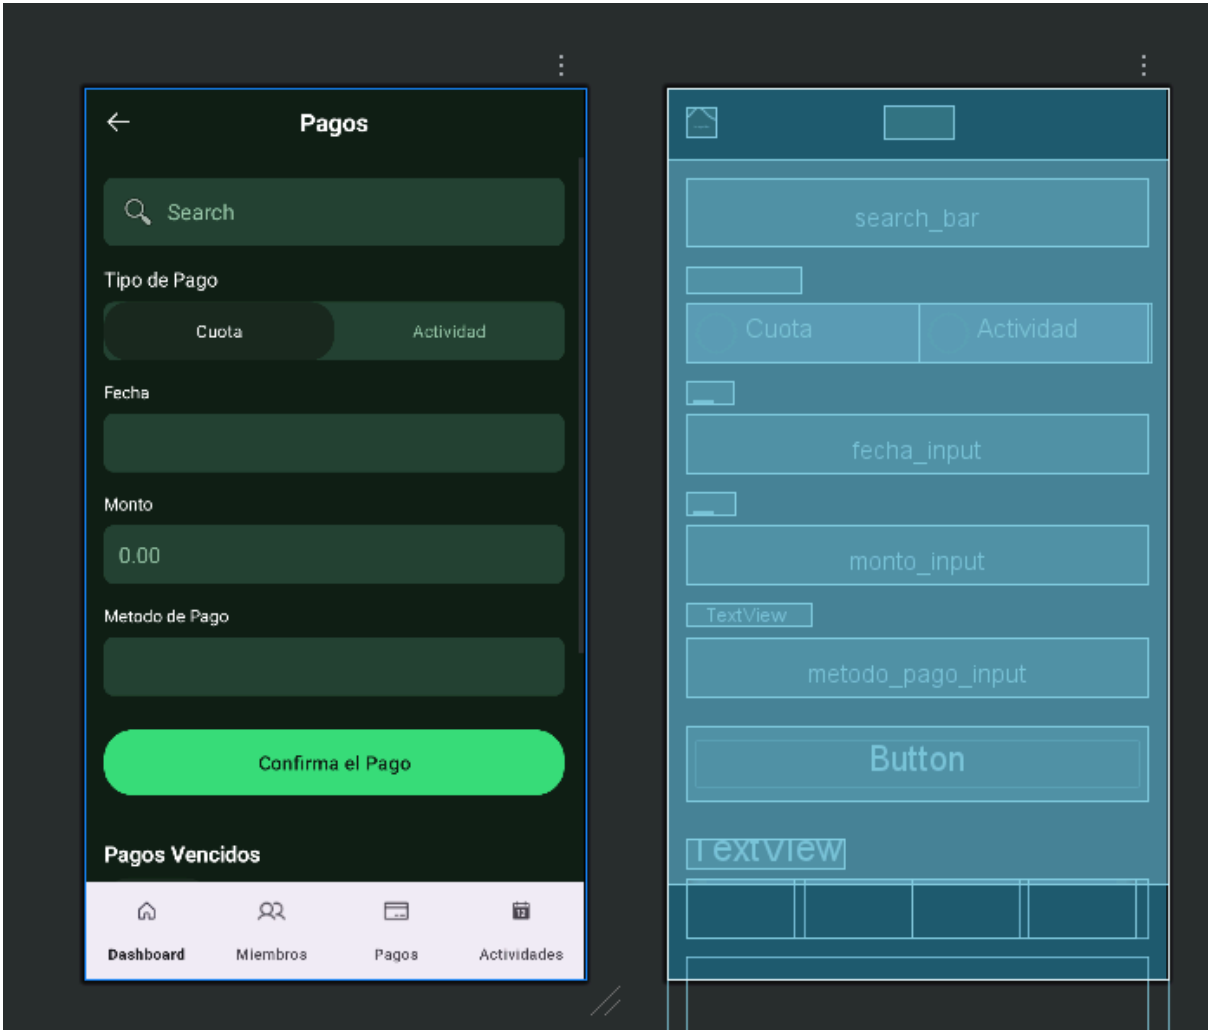 Pagos
Search
Tipo de Pago
Cuota
Actividad
Fecha
Monto
0.00
Metodo de Pago
Confirma el Pago
Pagos Vencidos
12
Dashboard
Miembros
Pagos
Actividades
search_bar
Cuota
Actividad
fecha_input
monto_input
TextView
metodo_pago_input
Button
TextView